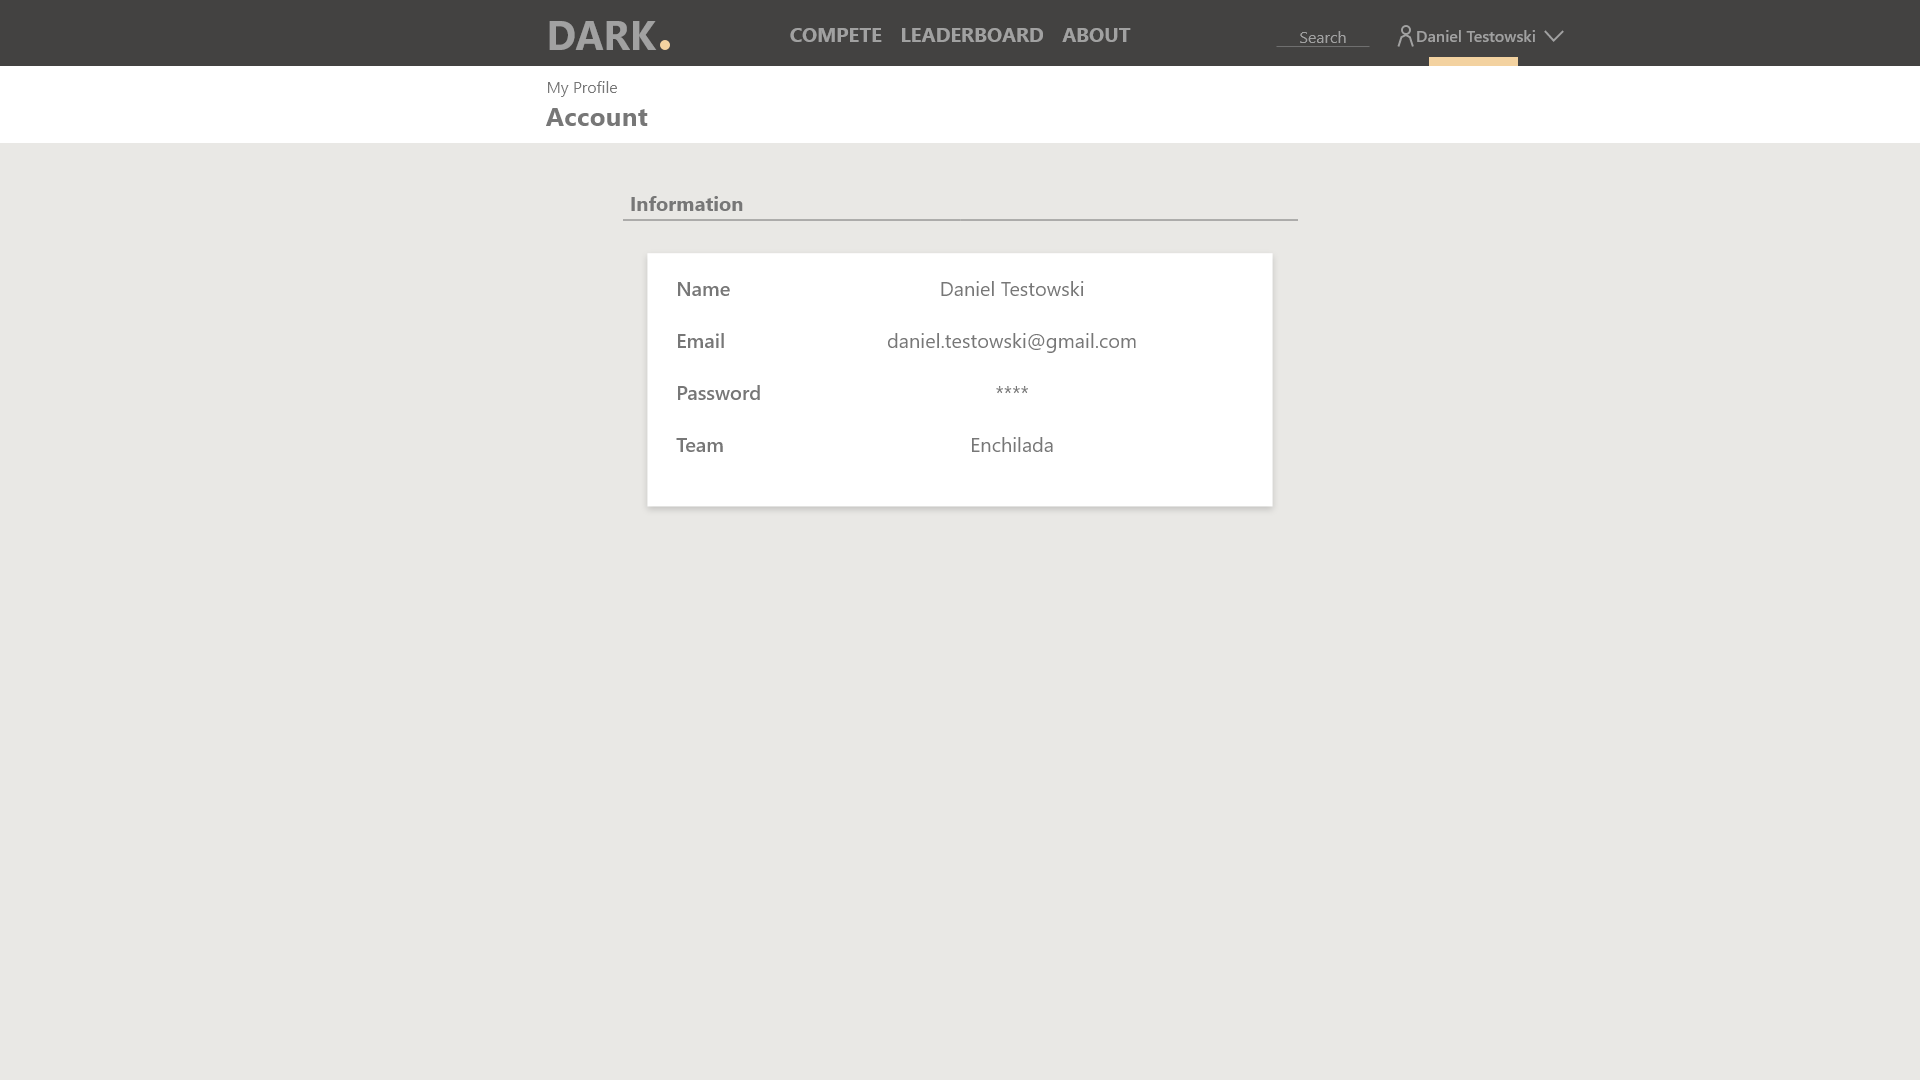 DARK.
COMPETE LEADERBOARD ABOUT
Search
Daniel Testowski
My Profile
Account
Information
Name Daniel Testowski
Email daniel.testowski@gmail.com
Password ****
Team Enchilada